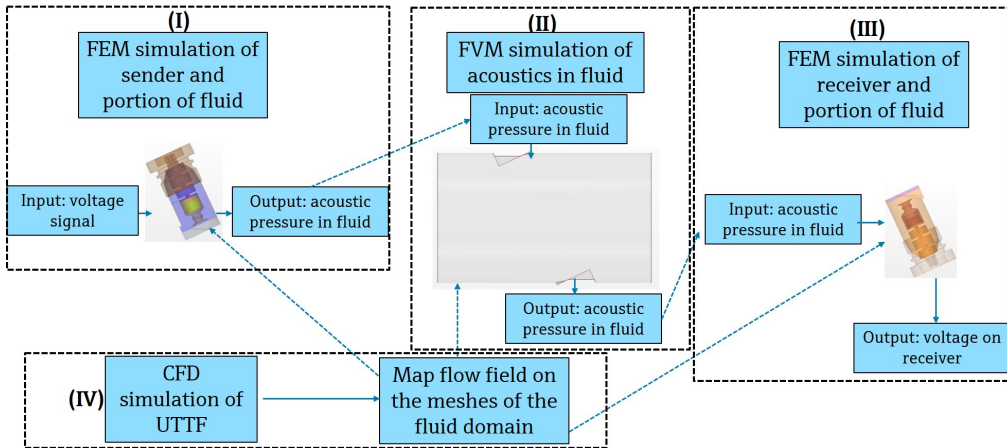 (I)
FEM simulation of
sender and
portion of fluid
Input: voltage
signal
Output: acoustic
pressure in fluid
(II)
FVM simulation of
acoustics in fluid
Input: acoustic
pressure in fluid
Output: acoustic
pressure in fluid
(III)
FEM simulation of
receiver and
portion of fluid
Input: acoustic
pressure in fluid
Output: voltage on
receiver
(IV)
CFD
simulation of
UTTF
Map flow field on
the meshes of the
fluid domain